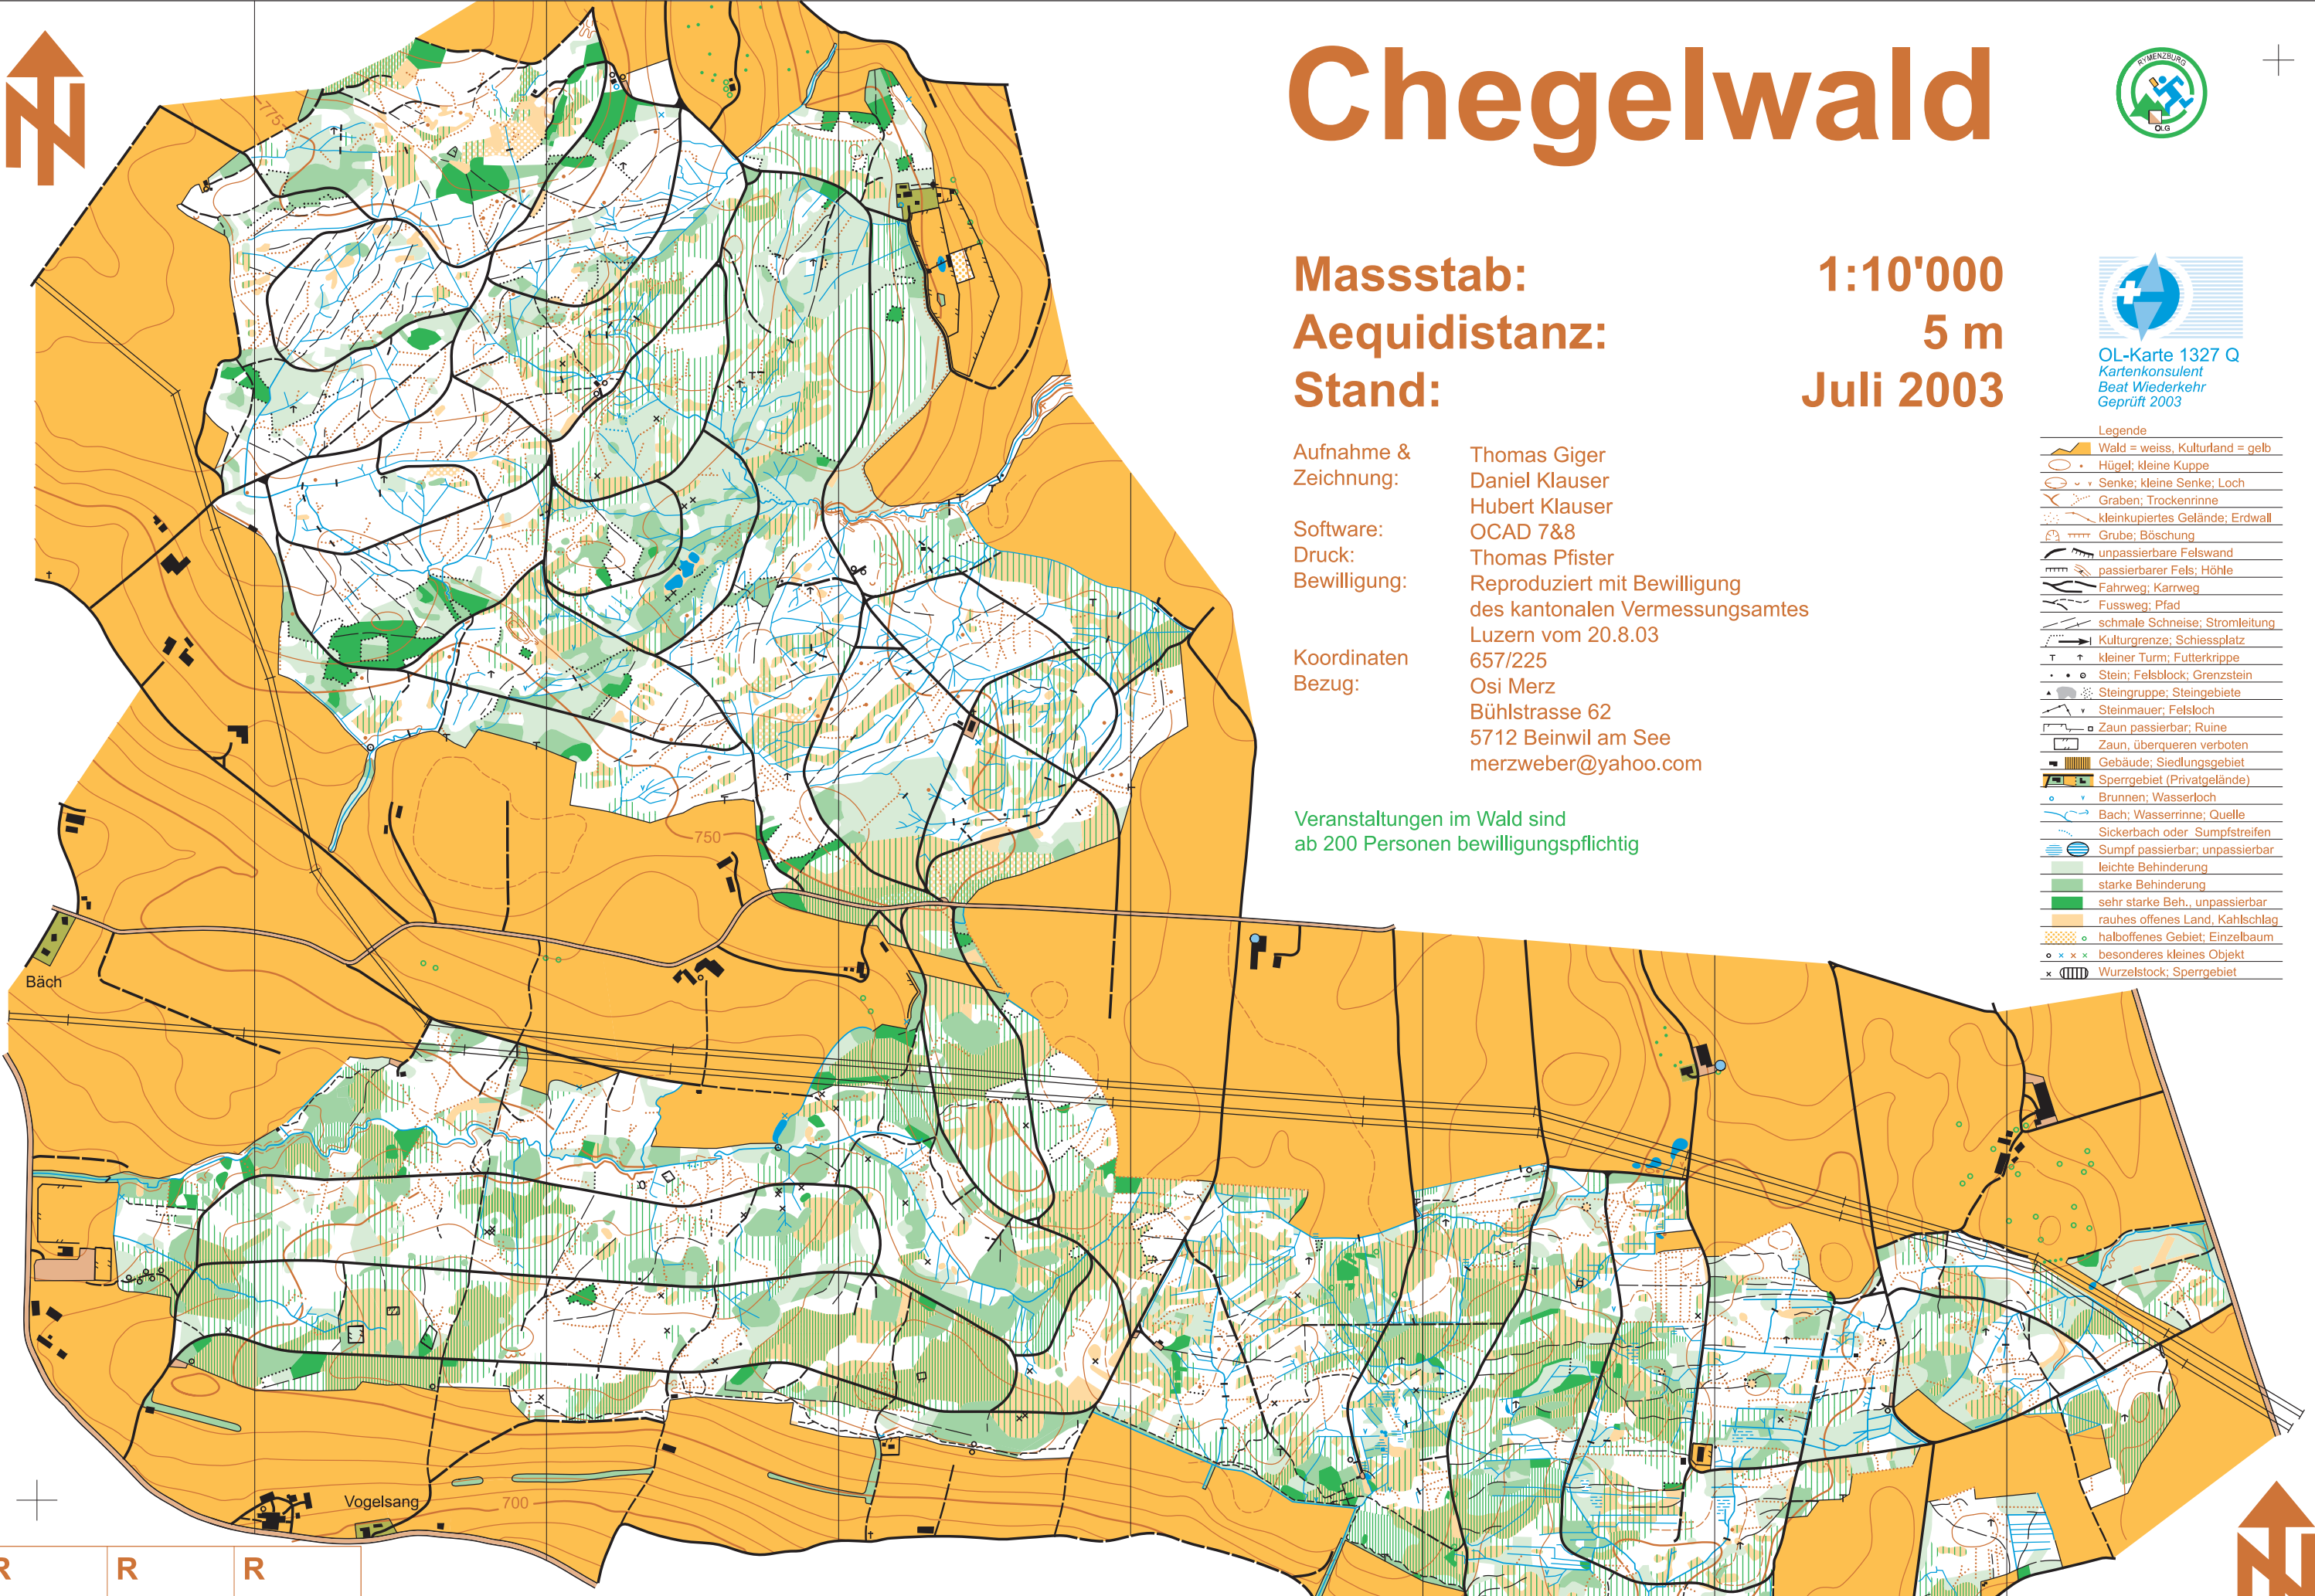 Chegelwald
RYMENZBURG
OLG
Massstab: 1:10'000
Aequidistanz: 5 m
Stand: Juli 2003
OL-Karte 1327 Q
Kartenkonsulent
Beat Wiederkehr
Geprüft 2003
Aufnahme & Thomas Giger
Zeichnung: Daniel Klauser
Hubert Klauser
Software: OCAD 7&8
Druck: Thomas Pfister
Bewilligung: Reproduziert mit Bewilligung
des kantonalen Vermessungsamtes
Luzern vom 20.8.03
Koordinaten 657/225
Bezug: Osi Merz
Bühlstrasse 62
5712 Beinwil am See
merzweber@yahoo.com
Veranstaltungen im Wald sind
ab 200 Personen bewilligungspflichtig
Legende
Wald = weiss, Kulturland = gelb
Hügel; kleine Kuppe
Senke; kleine Senke; Loch
Graben; Trockenrinne
kleinkupiertes Gelände; Erdwall
Grube; Böschung
unpassierbare Felswand
passierbarer Fels; Höhle
Fahrweg; Karrweg
Fussweg; Pfad
schmale Schneise; Stromleitung
Kulturgrenze; Schiessplatz
kleiner Turm; Futterkrippe
Stein; Felsblock; Grenzstein
Steingruppe; Steingebiete
Steinmauer; Felsloch
Zaun passierbar; Ruine
Zaun, überqueren verboten
Gebäude; Siedlungsgebiet
Sperrgebiet (Privatgelände)
Brunnen; Wasserloch
Bach; Wasserrinne; Quelle
Sickerbach oder Sumpfstreifen
Sumpf passierbar; unpassierbar
leichte Behinderung
starke Behinderung
sehr starke Beh., unpassierbar
rauhes offenes Land, Kahlschlag
halboffenes Gebiet; Einzelbaum
besonderes kleines Objekt
Wurzelstock; Sperrgebiet
775
750
Bäch
Vogelsang
700
R R R